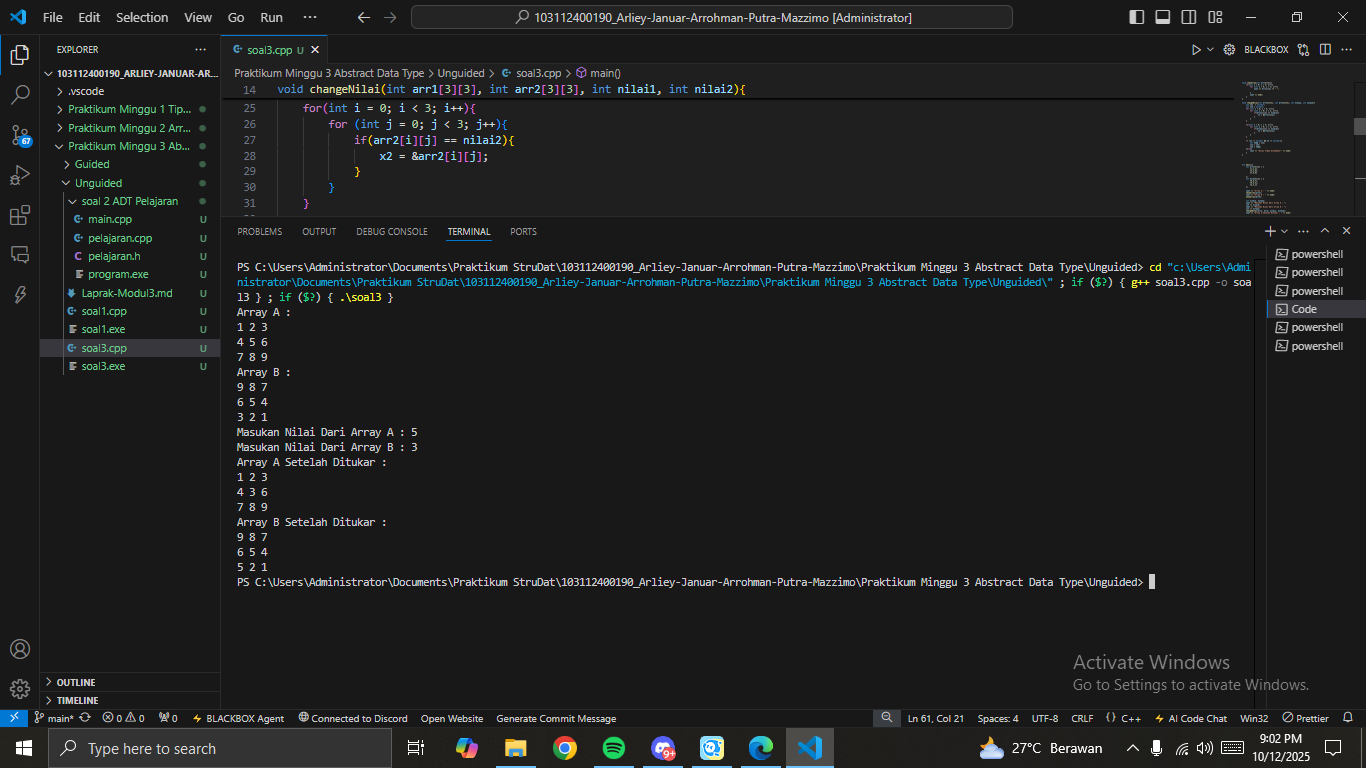 File Edit Selection View Go Run ···
103112400190_Arliey-Januar-Arrohman-Putra-Mazzimo [Administrator]
EXPLORER
103112400190_ARLIEY-JANUAR-AR...
.vscode
Praktikum Minggu 1 Tip...
Praktikum Minggu 2 Arr...
Praktikum Minggu 3 Ab...
Guided
Unguided
soal 2 ADT Pelajaran
main.cpp U
pelajaran.cpp U
pelajaran.h U
program.exe U
Laprak-Modul3.md U
soal1.cpp U
soal1.exe U
soal3.cpp U
soal3.exe U
OUTLINE
TIMELINE
67
soal3.cpp U
BLACKBOX
Praktikum Minggu 3 Abstract Data Type > Unguided > soal3.cpp > main()
14 void changeNilai(int arr1[3][3], int arr2[3][3], int nilai1, int nilai2){
25 for(int i = 0; i < 3; i++){
26 for (int j = 0; j < 3; j++){
27 if(arr2[i][j] == nilai2){
28 x2 = &arr2[i][j];
29 }
30 }
31 }
PROBLEMS OUTPUT DEBUG CONSOLE TERMINAL PORTS
PS C:\Users\Administrator\Documents\Praktikum StruDat\103112400190_Arliey-Januar-Arrohman-Putra-Mazzimo\Praktikum Minggu 3 Abstract Data Type\Unguided> cd "c:\Users\Admi
nistrator\Documents\Praktikum StruDat\103112400190_Arliey-Januar-Arrohman-Putra-Mazzimo\Praktikum Minggu 3 Abstract Data Type\Unguided\" ; if ($?) { g++ soal3.cpp -o soa
l3 } ; if ($?) { .\soal3 }
Array A :
1 2 3
4 5 6
7 8 9
Array B :
9 8 7
6 5 4
3 2 1
Masukan Nilai Dari Array A : 5
Masukan Nilai Dari Array B : 3
Array A Setelah Ditukar :
1 2 3
4 3 6
7 8 9
Array B Setelah Ditukar :
9 8 7
6 5 4
5 2 1
PS C:\Users\Administrator\Documents\Praktikum StruDat\103112400190_Arliey-Januar-Arrohman-Putra-Mazzimo\Praktikum Minggu 3 Abstract Data Type\Unguided>
powershell
powershell
powershell
Code
powershell
powershell
Activate Windows
Go to Settings to activate Windows.
main* 0 0 0 BLACKBOX Agent Connected to Discord Open Website Generate Commit Message Ln 61, Col 21 Spaces: 4 UTF-8 CRLF {} C++ AI Code Chat Win32 Prettier
Type here to search
9+
27°C Berawan
9:02 PM
10/12/2025